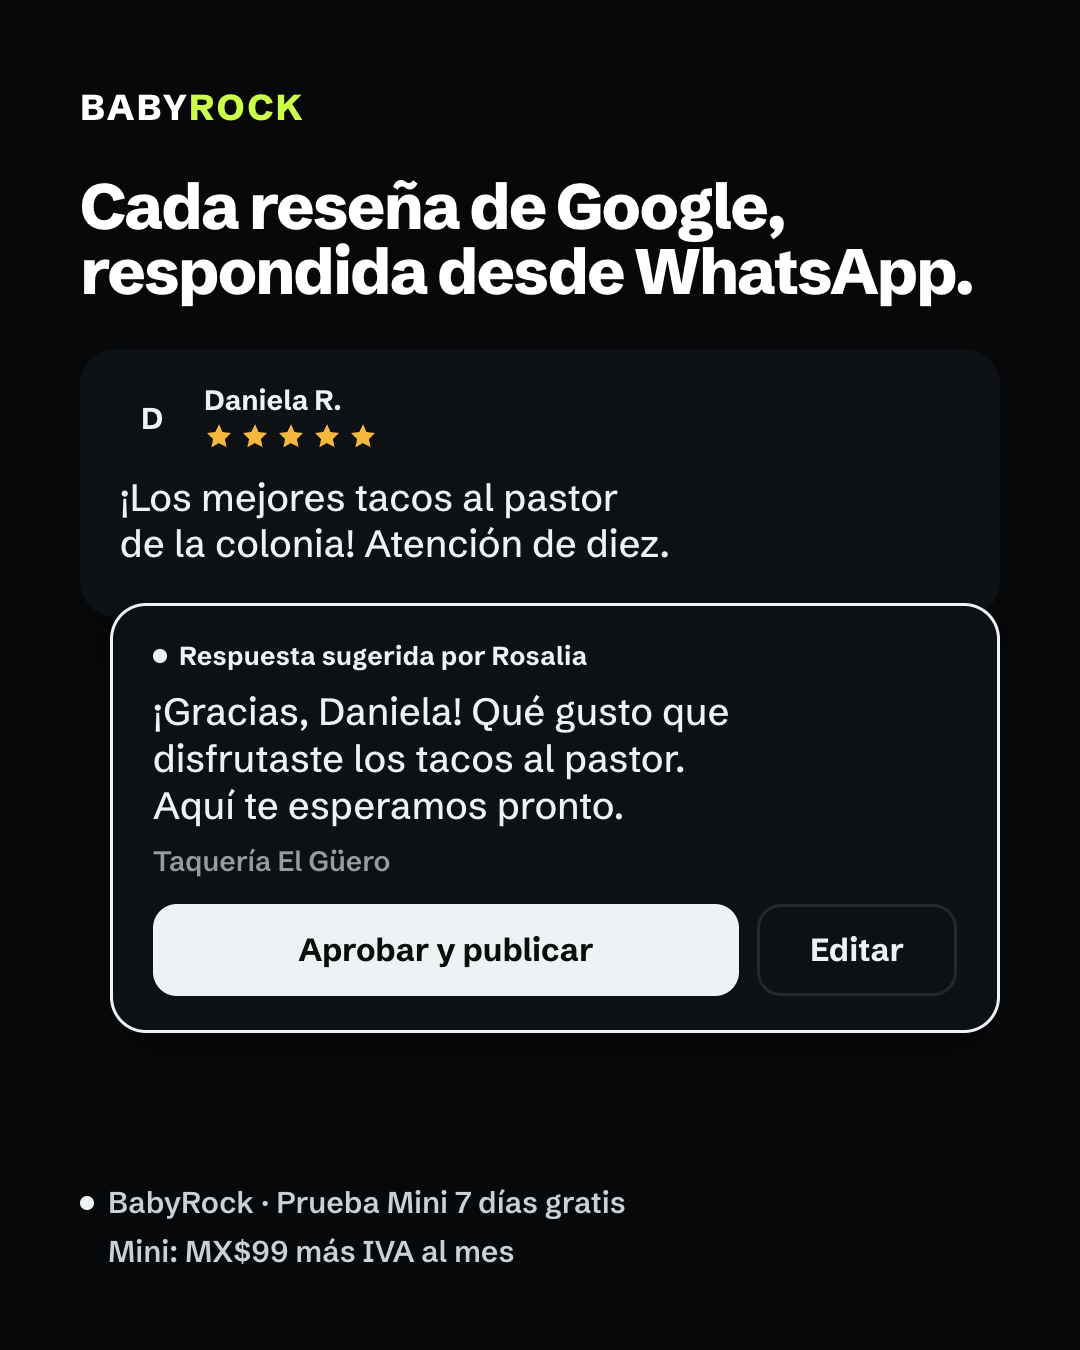 BABYROCK
Cada reseña de Google,
respondida desde WhatsApp.
D
Daniela R.
¡Los mejores tacos al pastor
de la colonia! Atención de diez.
Respuesta sugerida por Rosalia
¡Gracias, Daniela! Qué gusto que
disfrutaste los tacos al pastor.
Aquí te esperamos pronto.
Taquería El Güero
Aprobar y publicar
Editar
BabyRock · Prueba Mini 7 días gratis
Mini: MX$99 más IVA al mes